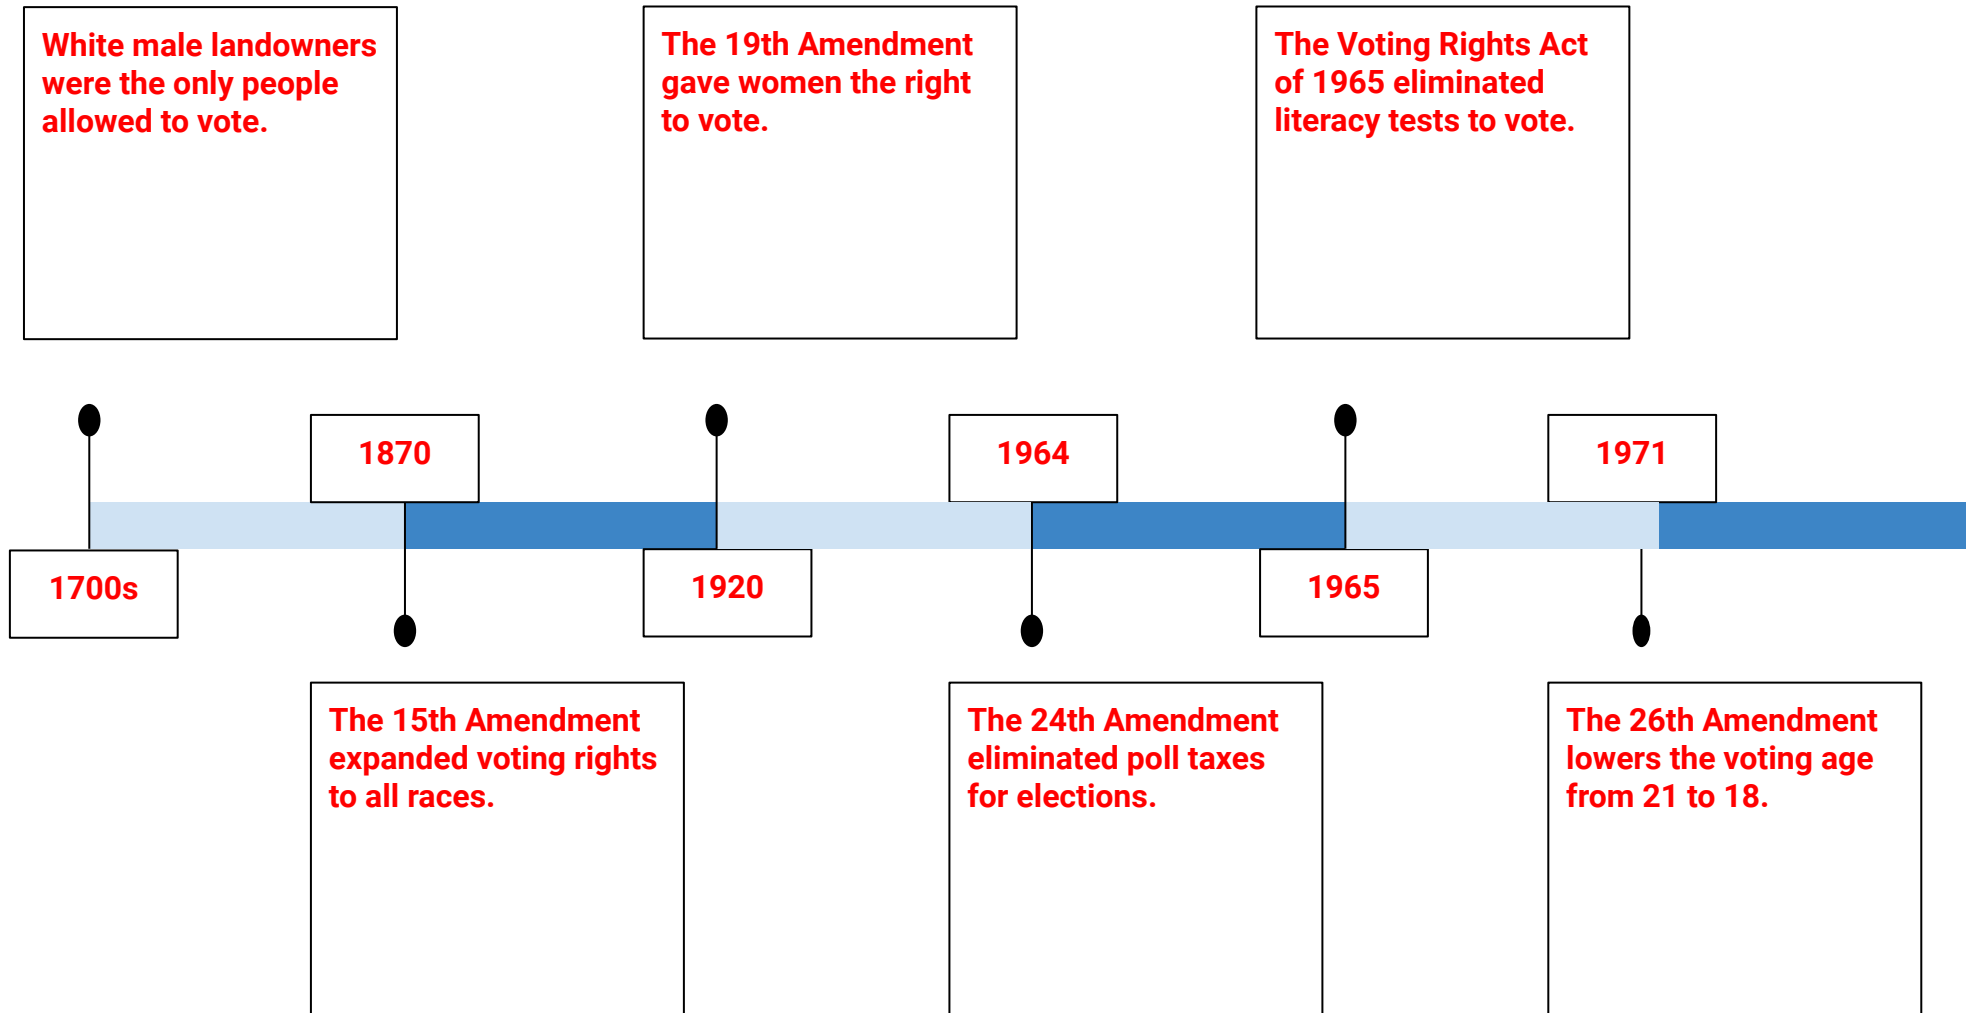 White male landowners
were the only people
allowed to vote.
The 19th Amendment
gave women the right
to vote.
The Voting Rights Act
of 1965 eliminated
literacy tests to vote.
1870
1964
1971
1700s
1920
1965
The 15th Amendment
expanded voting rights
to all races.
The 24th Amendment
eliminated poll taxes
for elections.
The 26th Amendment
lowers the voting age
from 21 to 18.